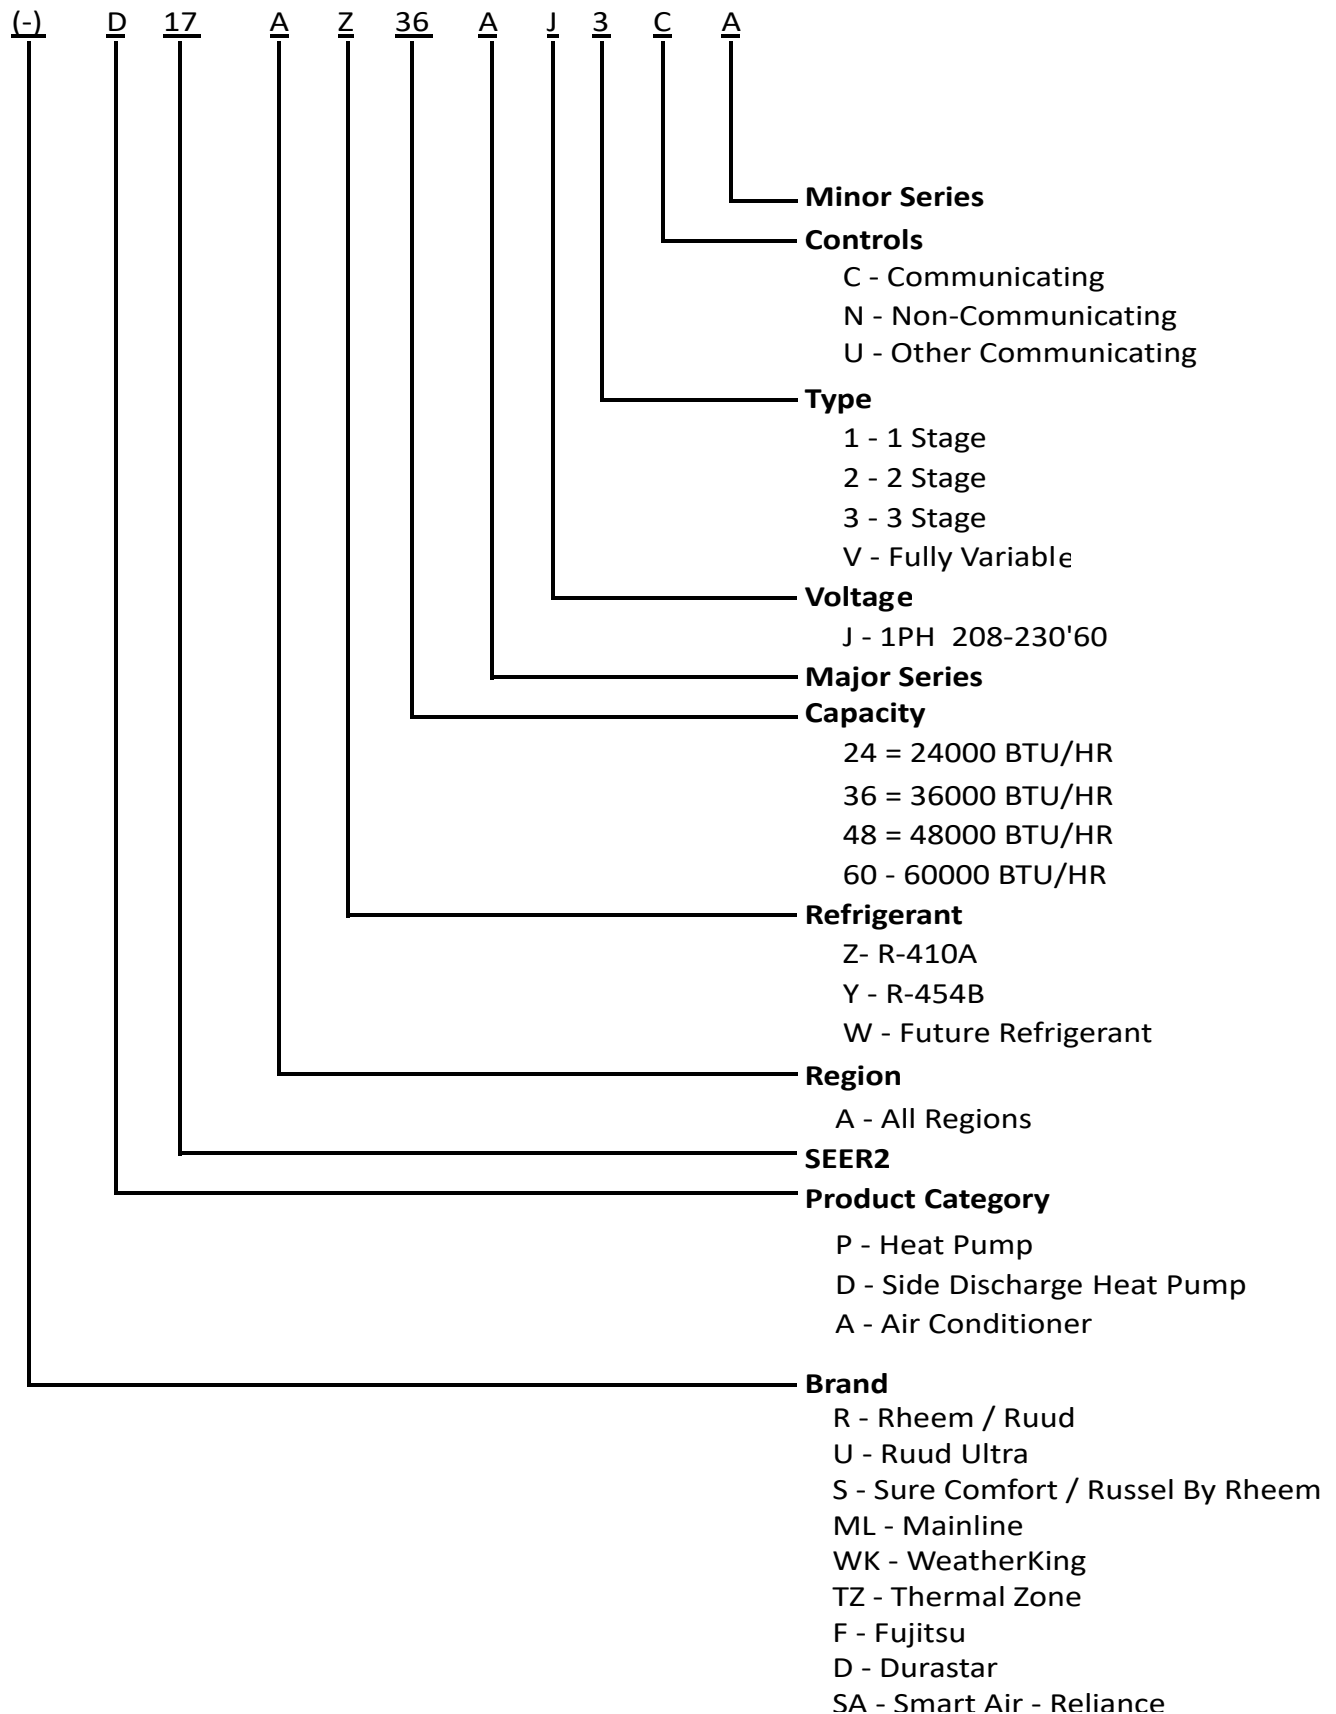 (-) D 17 A Z 36 A J 3 C A
Minor Series
Controls
C - Communicating
N - Non-Communicating
U - Other Communicating
Type
1 - 1 Stage
2 - 2 Stage
3 - 3 Stage
V - Fully Variable
Voltage
J - 1PH 208-230'60
Major Series
Capacity
24 = 24000 BTU/HR
36 = 36000 BTU/HR
48 = 48000 BTU/HR
60 - 60000 BTU/HR
Refrigerant
Z- R-410A
Y - R-454B
W - Future Refrigerant
Region
A - All Regions
SEER2
Product Category
P - Heat Pump
D - Side Discharge Heat Pump
A - Air Conditioner
Brand
R - Rheem / Ruud
U - Ruud Ultra
S - Sure Comfort / Russel By Rheem
ML - Mainline
WK - WeatherKing
TZ - Thermal Zone
F - Fujitsu
D - Durastar
SA - Smart Air - Reliance